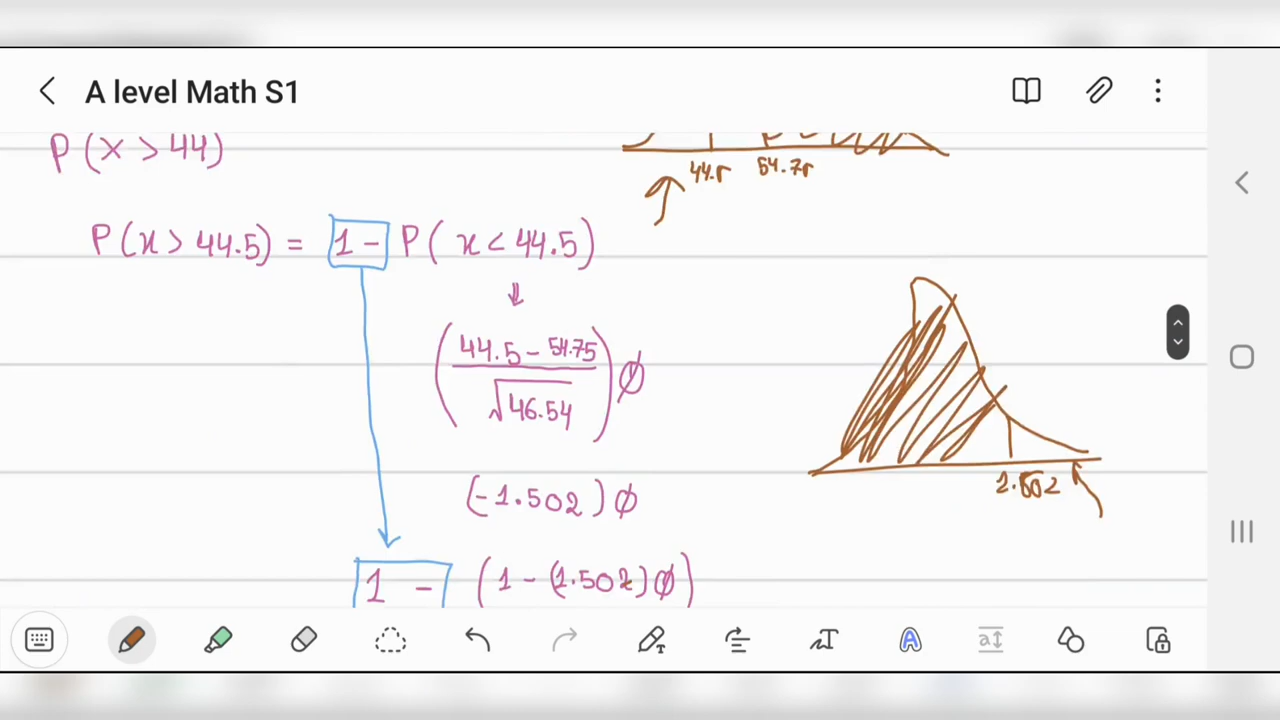 A level Math S1
P(X > 44)
44.5 54.75
P(x > 44.5) = 1 - P( x < 44.5)
⇓
(44.5 - 54.75 / √46.54) ϕ
1.502
(-1.502) ϕ
1 - (1 - (1.502) ϕ)